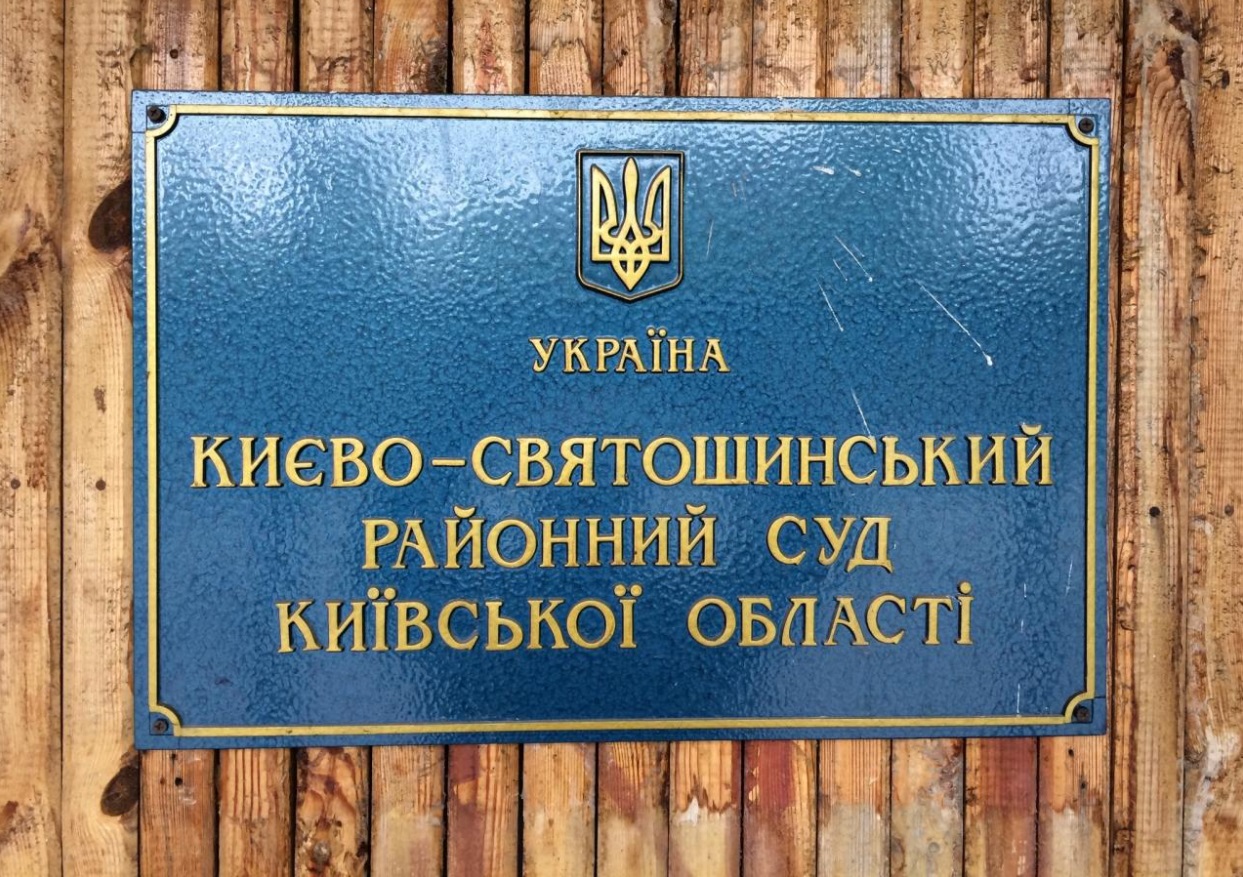 УКРАЇНА
КИЄВО-СВЯТОШИНСЬКИЙ
РАЙОННИЙ СУД
КИЇВСЬКОЇ ОБЛАСТІ